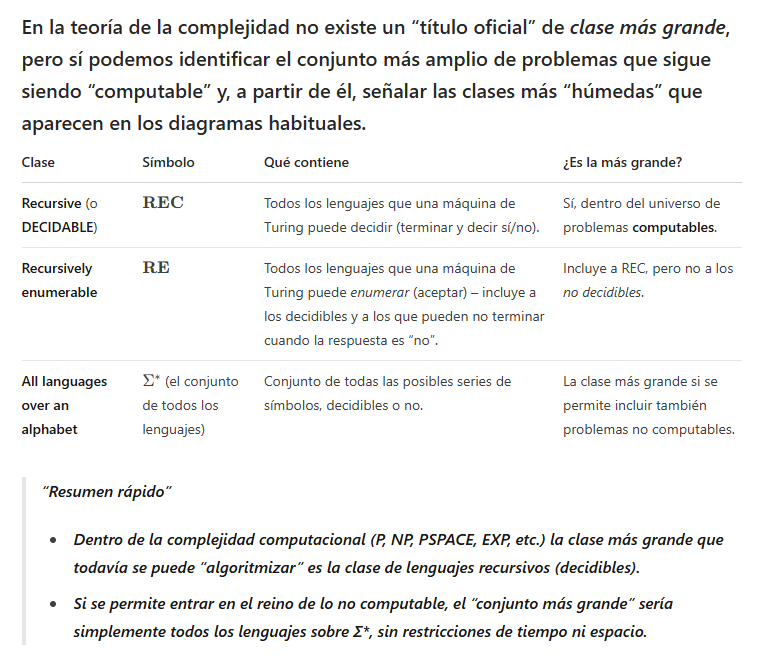 En la teoría de la complejidad no existe un “título oficial” de clase más grande,
pero sí podemos identificar el conjunto más amplio de problemas que sigue
siendo “computable” y, a partir de él, señalar las clases más “húmedas” que
aparecen en los diagramas habituales.
Clase Símbolo Qué contiene ¿Es la más grande?
Recursive (o REC Todos los lenguajes que una máquina de Sí, dentro del universo de
DECIDABLE) Turing puede decidir (terminar y decir sí/no). problemas computables.
Recursively RE Todos los lenguajes que una máquina de Incluye a REC, pero no a los
enumerable Turing puede enumerar (aceptar) – incluye a no decidibles.
los decidibles y a los que pueden no terminar
cuando la respuesta es “no”.
All languages Σ* (el conjunto Conjunto de todas las posibles series de La clase más grande si se
over an de todos los símbolos, decidibles o no. permite incluir también
alphabet lenguajes) problemas no computables.
“Resumen rápido”
• Dentro de la complejidad computacional (P, NP, PSPACE, EXP, etc.) la clase más grande que
todavía se puede “algoritmizar” es la clase de lenguajes recursivos (decidibles).
• Si se permite entrar en el reino de lo no computable, el “conjunto más grande” sería
simplemente todos los lenguajes sobre Σ*, sin restricciones de tiempo ni espacio.